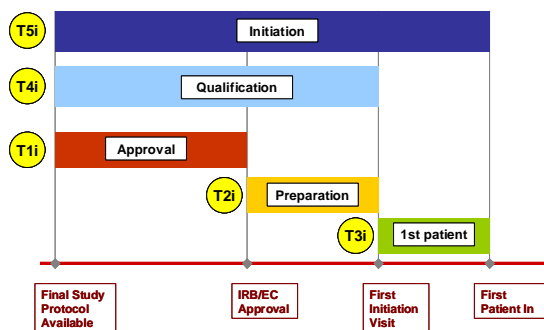 T5i
Initiation
T4i
Qualification
T1i
Approval
T2i
Preparation
T3i
1st patient
Final Study
Protocol
Available
IRB/EC
Approval
First
Initiation
Visit
First
Patient In